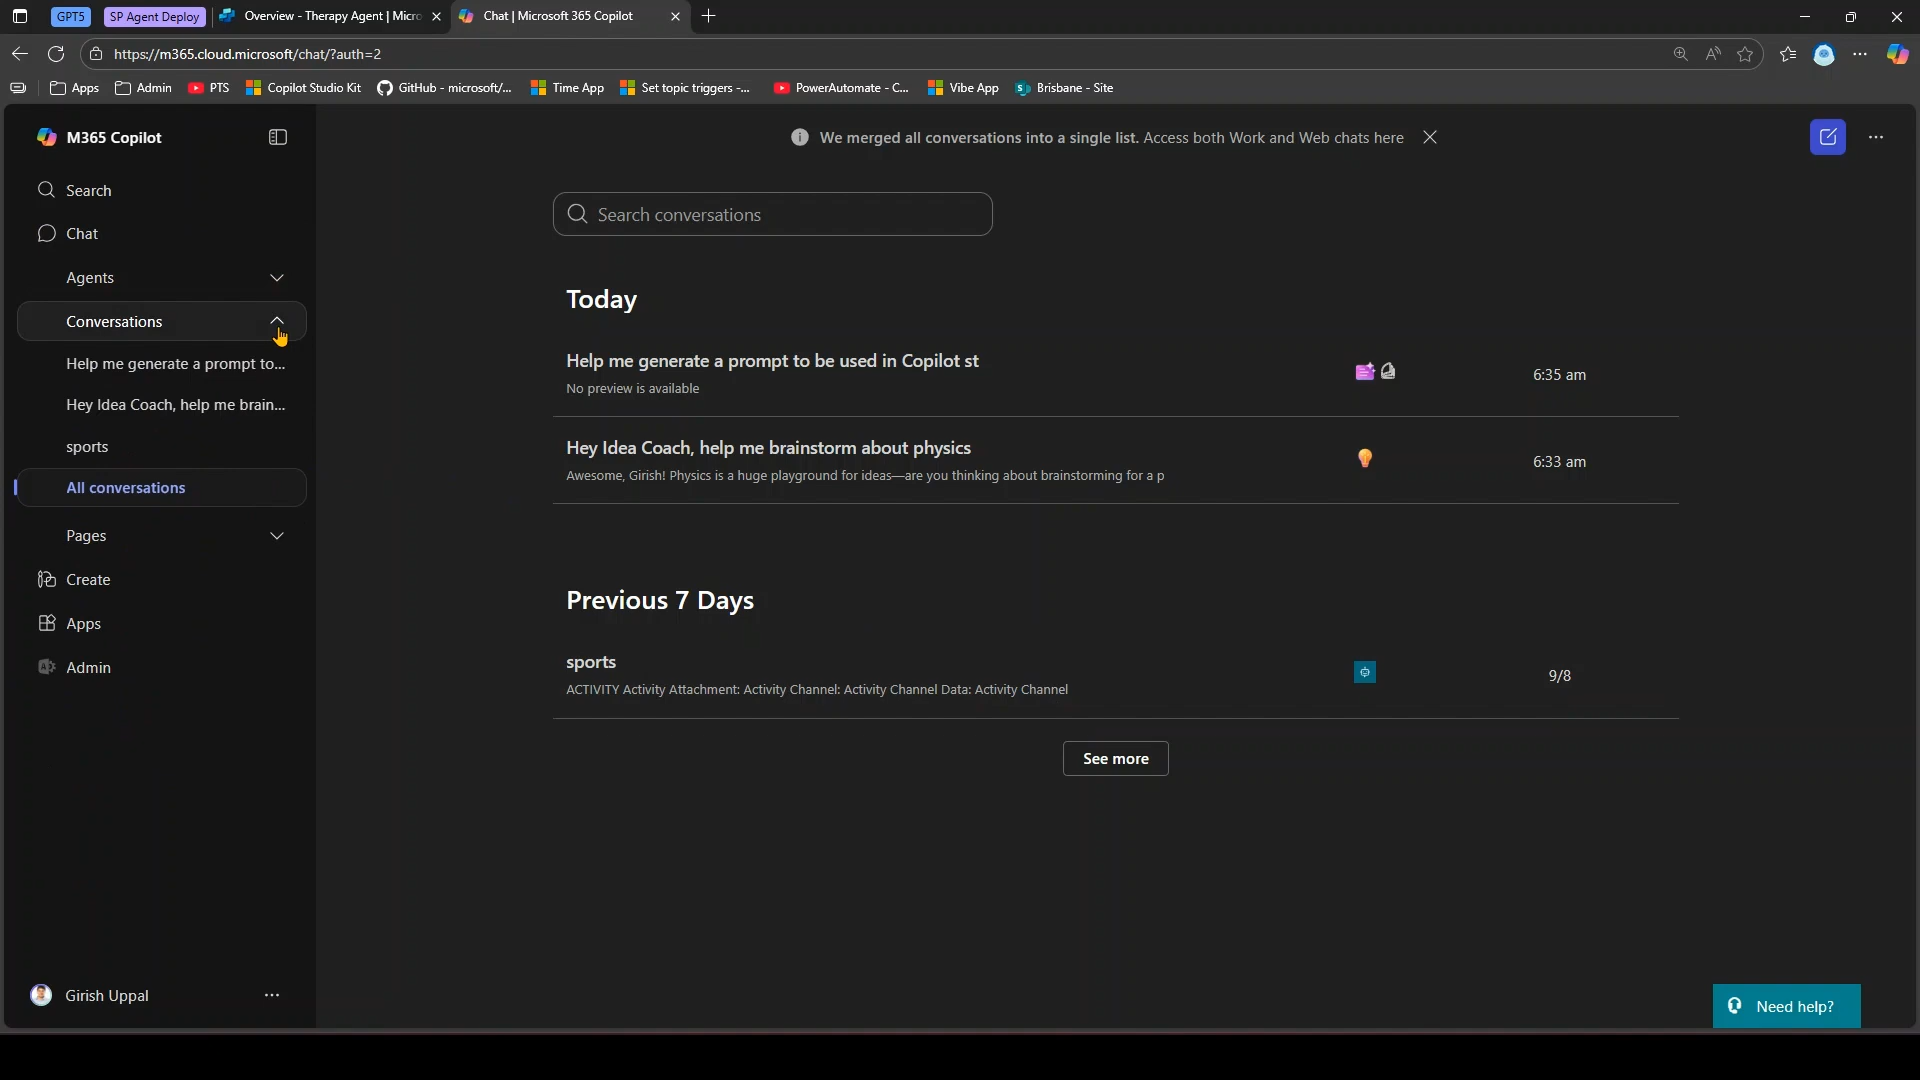 GPT5
SP Agent Deploy
Overview - Therapy Agent | Micro
Chat | Microsoft 365 Copilot
https://m365.cloud.microsoft/chat/?auth=2
Apps
Admin
PTS
Copilot Studio Kit
GitHub - microsoft/...
Time App
Set topic triggers -...
PowerAutomate - C...
Vibe App
Brisbane - Site
M365 Copilot
Search
Chat
Agents
Conversations
Help me generate a prompt to...
Hey Idea Coach, help me brain...
sports
All conversations
Pages
Create
Apps
Admin
Girish Uppal
We merged all conversations into a single list. Access both Work and Web chats here
Search conversations
Today
Help me generate a prompt to be used in Copilot st
No preview is available
6:35 am
Hey Idea Coach, help me brainstorm about physics
Awesome, Girish! Physics is a huge playground for ideas—are you thinking about brainstorming for a p
6:33 am
Previous 7 Days
sports
ACTIVITY Activity Attachment: Activity Channel: Activity Channel Data: Activity Channel
9/8
See more
Need help?